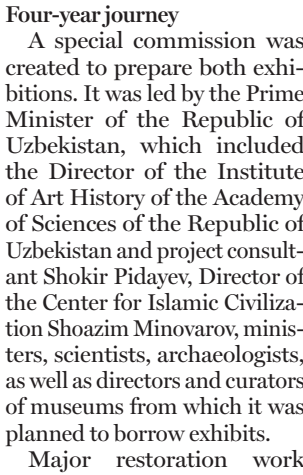 Four-year journey
A special commission was
created to prepare both exhi-
bitions. It was led by the Prime
Minister of the Republic of
Uzbekistan, which included
the Director of the Institute
of Art History of the Academy
of Sciences of the Republic of
Uzbekistan and project consult-
ant Shokir Pidayev, Director of
the Center for Islamic Civiliza-
tion Shoazim Minovarov, minis-
ters, scientists, archaeologists,
as well as directors and curators
of museums from which it was
planned to borrow exhibits.
Major restoration work